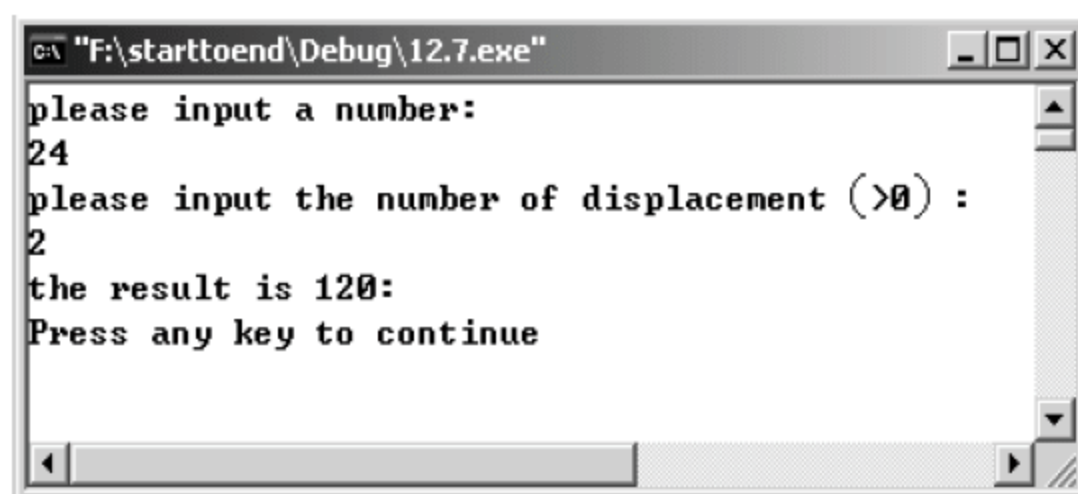 "F:\starttoend\Debug\12.7.exe"
please input a number:
24
please input the number of displacement (>0) :
2
the result is 120:
Press any key to continue